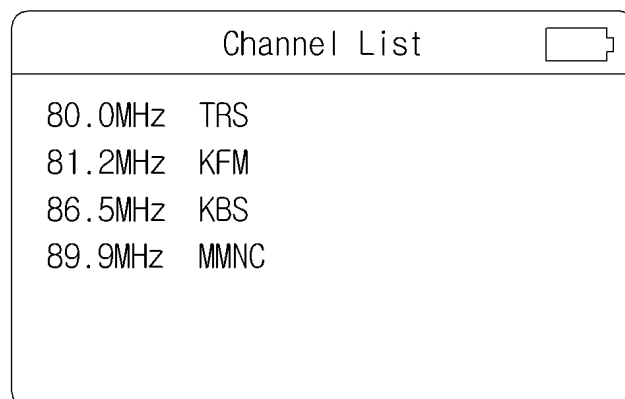 Channel List
80.0MHz TRS
81.2MHz KFM
86.5MHz KBS
89.9MHz MMNC